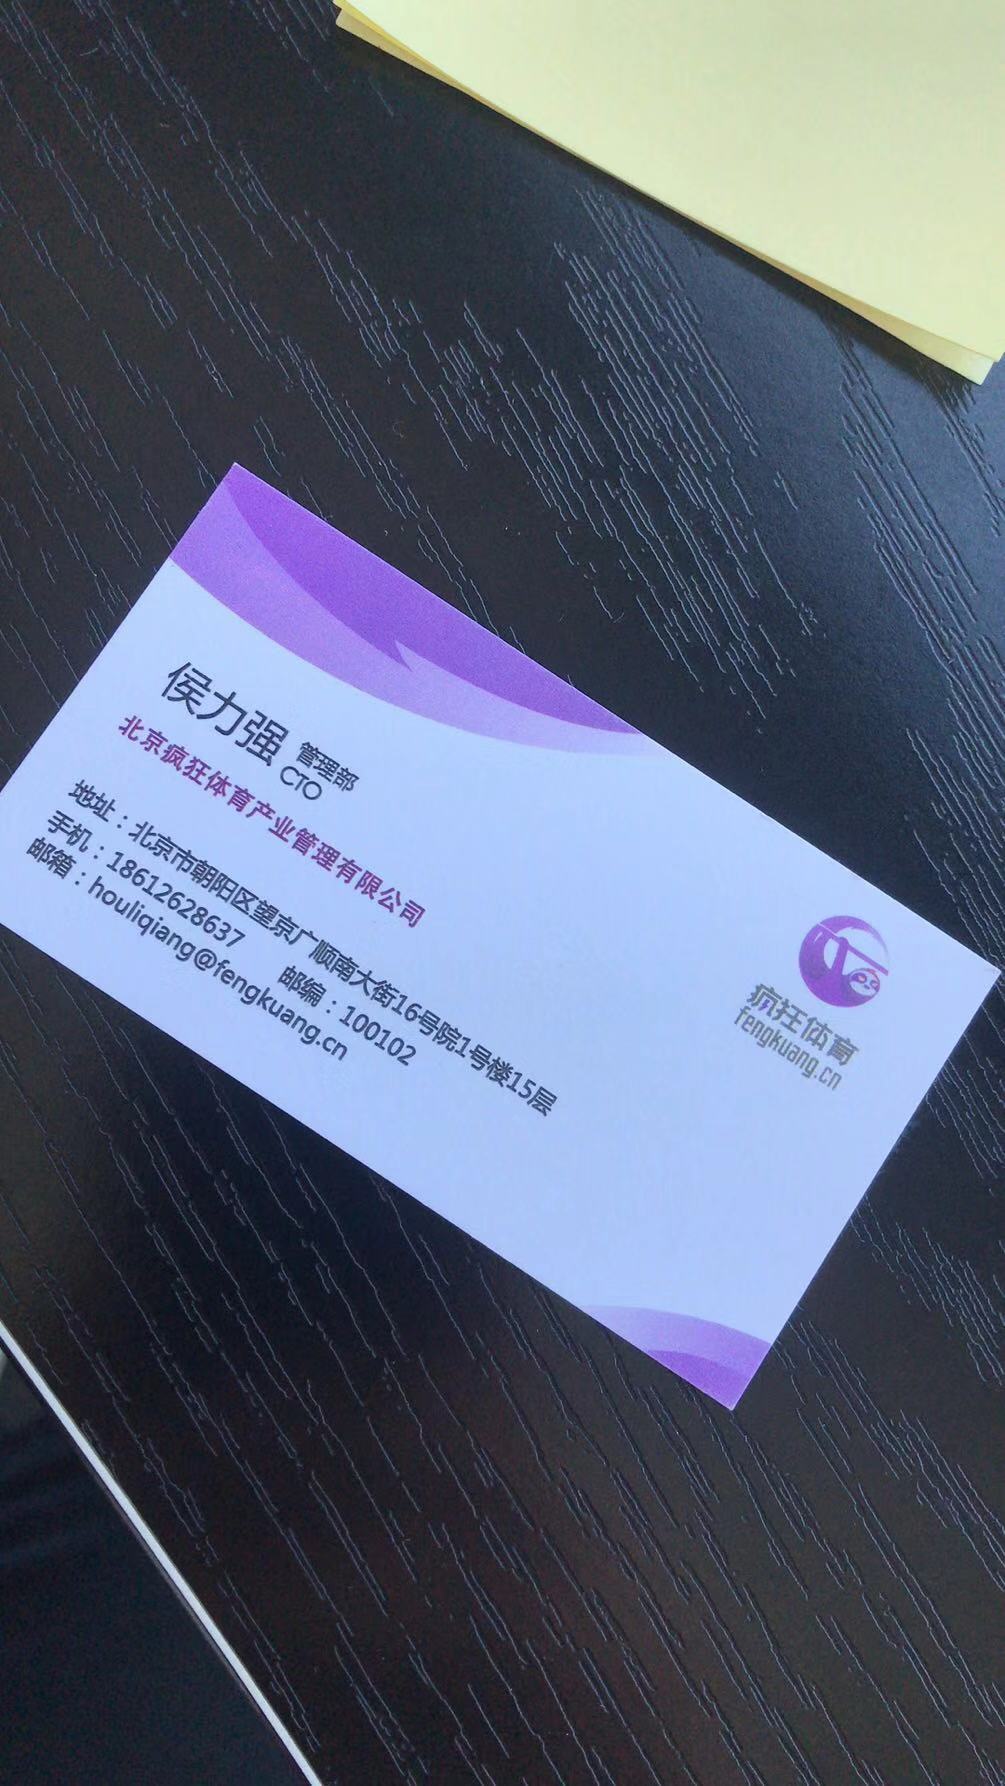 侯力强 管理部
CTO
北京疯狂体育产业管理有限公司
地址：北京市朝阳区望京广顺南大街16号院1号楼15层
手机：18612628637 邮编：100102
邮箱：houliqiang@fengkuang.cn
疯狂体育
fengkuang.cn